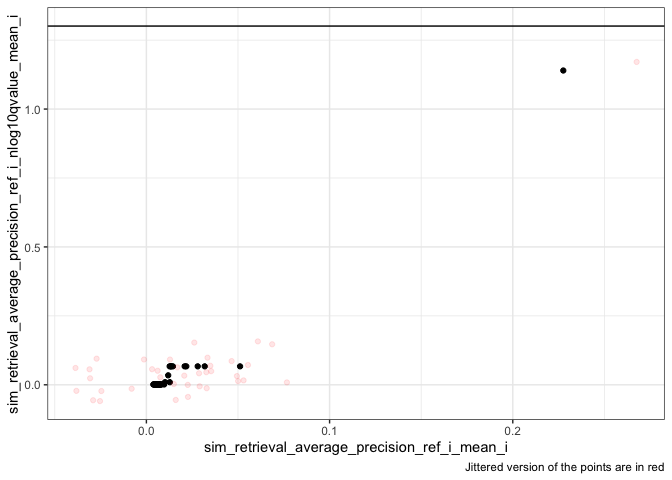 sim_retrieval_average_precision_ref_i_nlog10qvalue_mean_i
1.0
0.5
0.0
0.0
0.1
0.2
sim_retrieval_average_precision_ref_i_mean_i
Jittered version of the points are in red